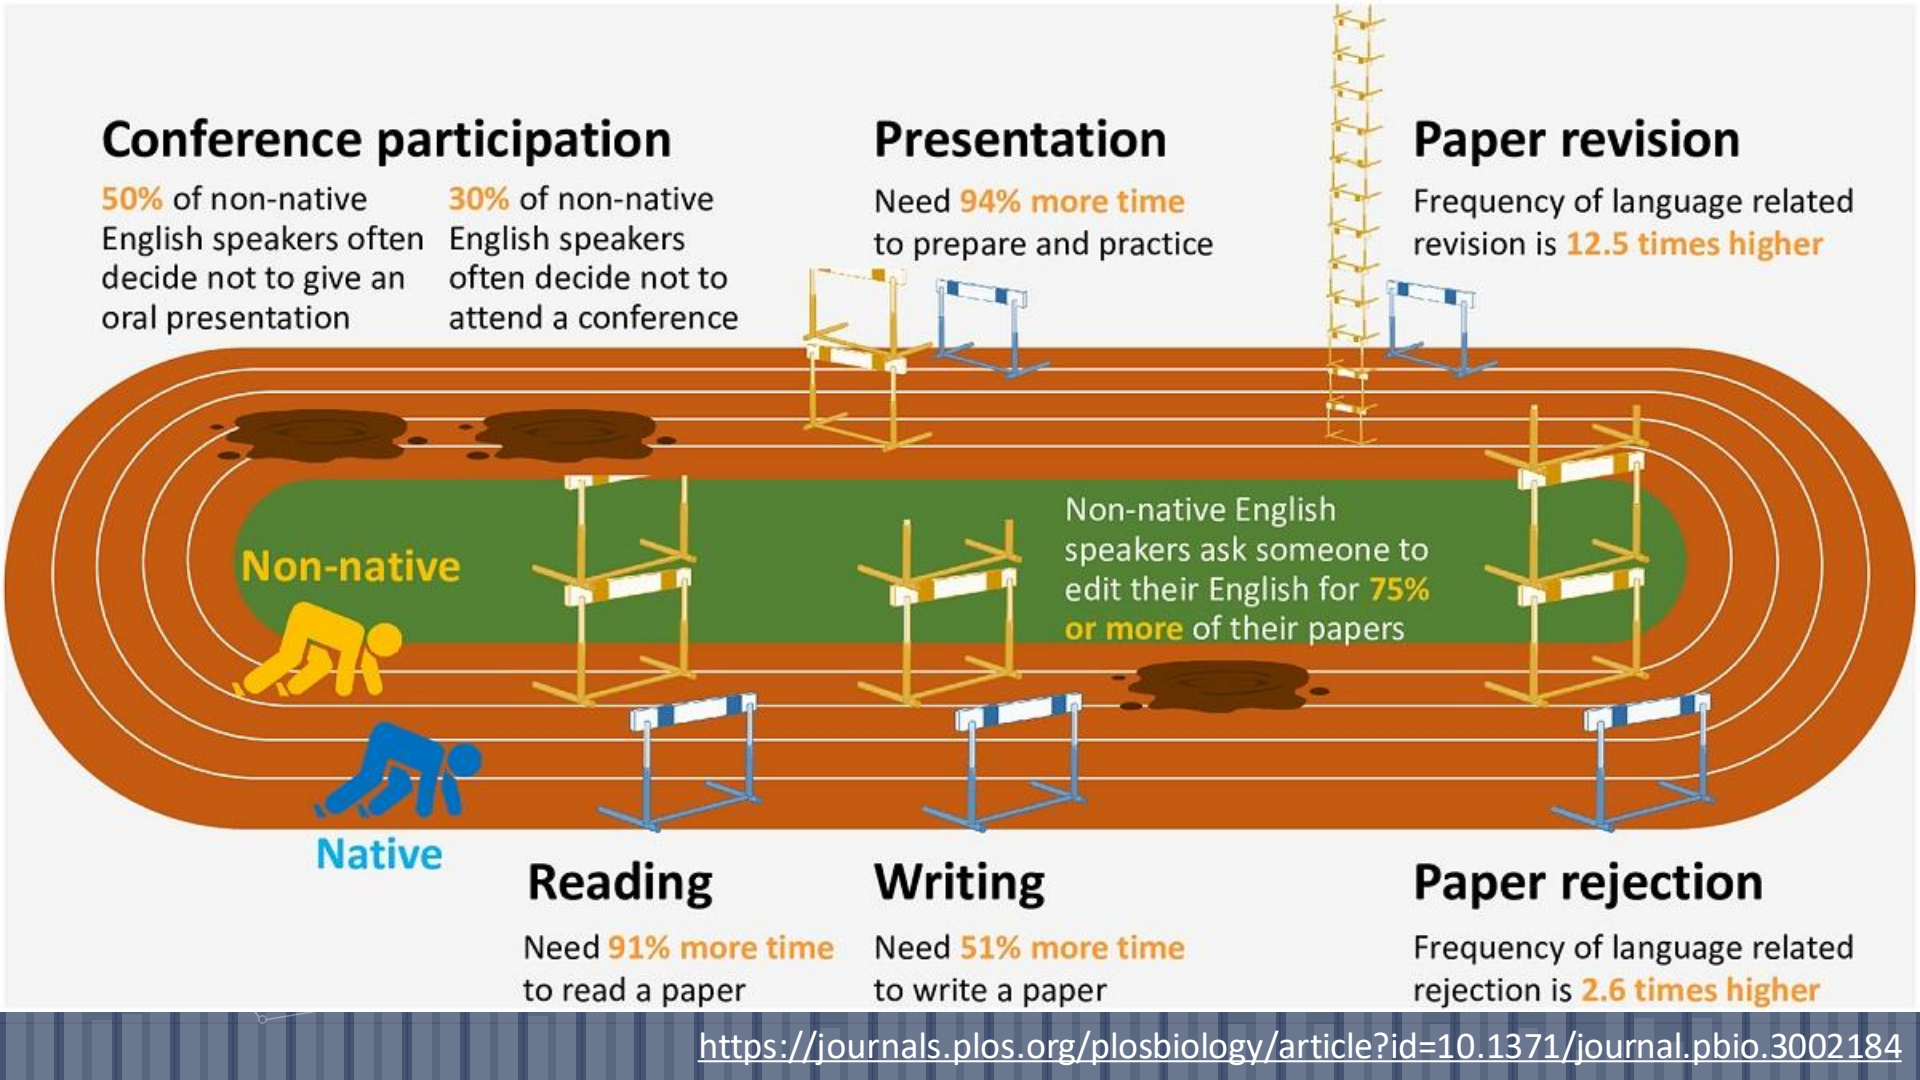 Conference participation
50% of non-native
English speakers often
decide not to give an
oral presentation
30% of non-native
English speakers
often decide not to
attend a conference
Presentation
Need 94% more time
to prepare and practice
Paper revision
Frequency of language related
revision is 12.5 times higher
Non-native
Non-native English
speakers ask someone to
edit their English for 75%
or more of their papers
Native
Reading
Need 91% more time
to read a paper
Writing
Need 51% more time
to write a paper
Paper rejection
Frequency of language related
rejection is 2.6 times higher
https://journals.plos.org/plosbiology/article?id=10.1371/journal.pbio.3002184